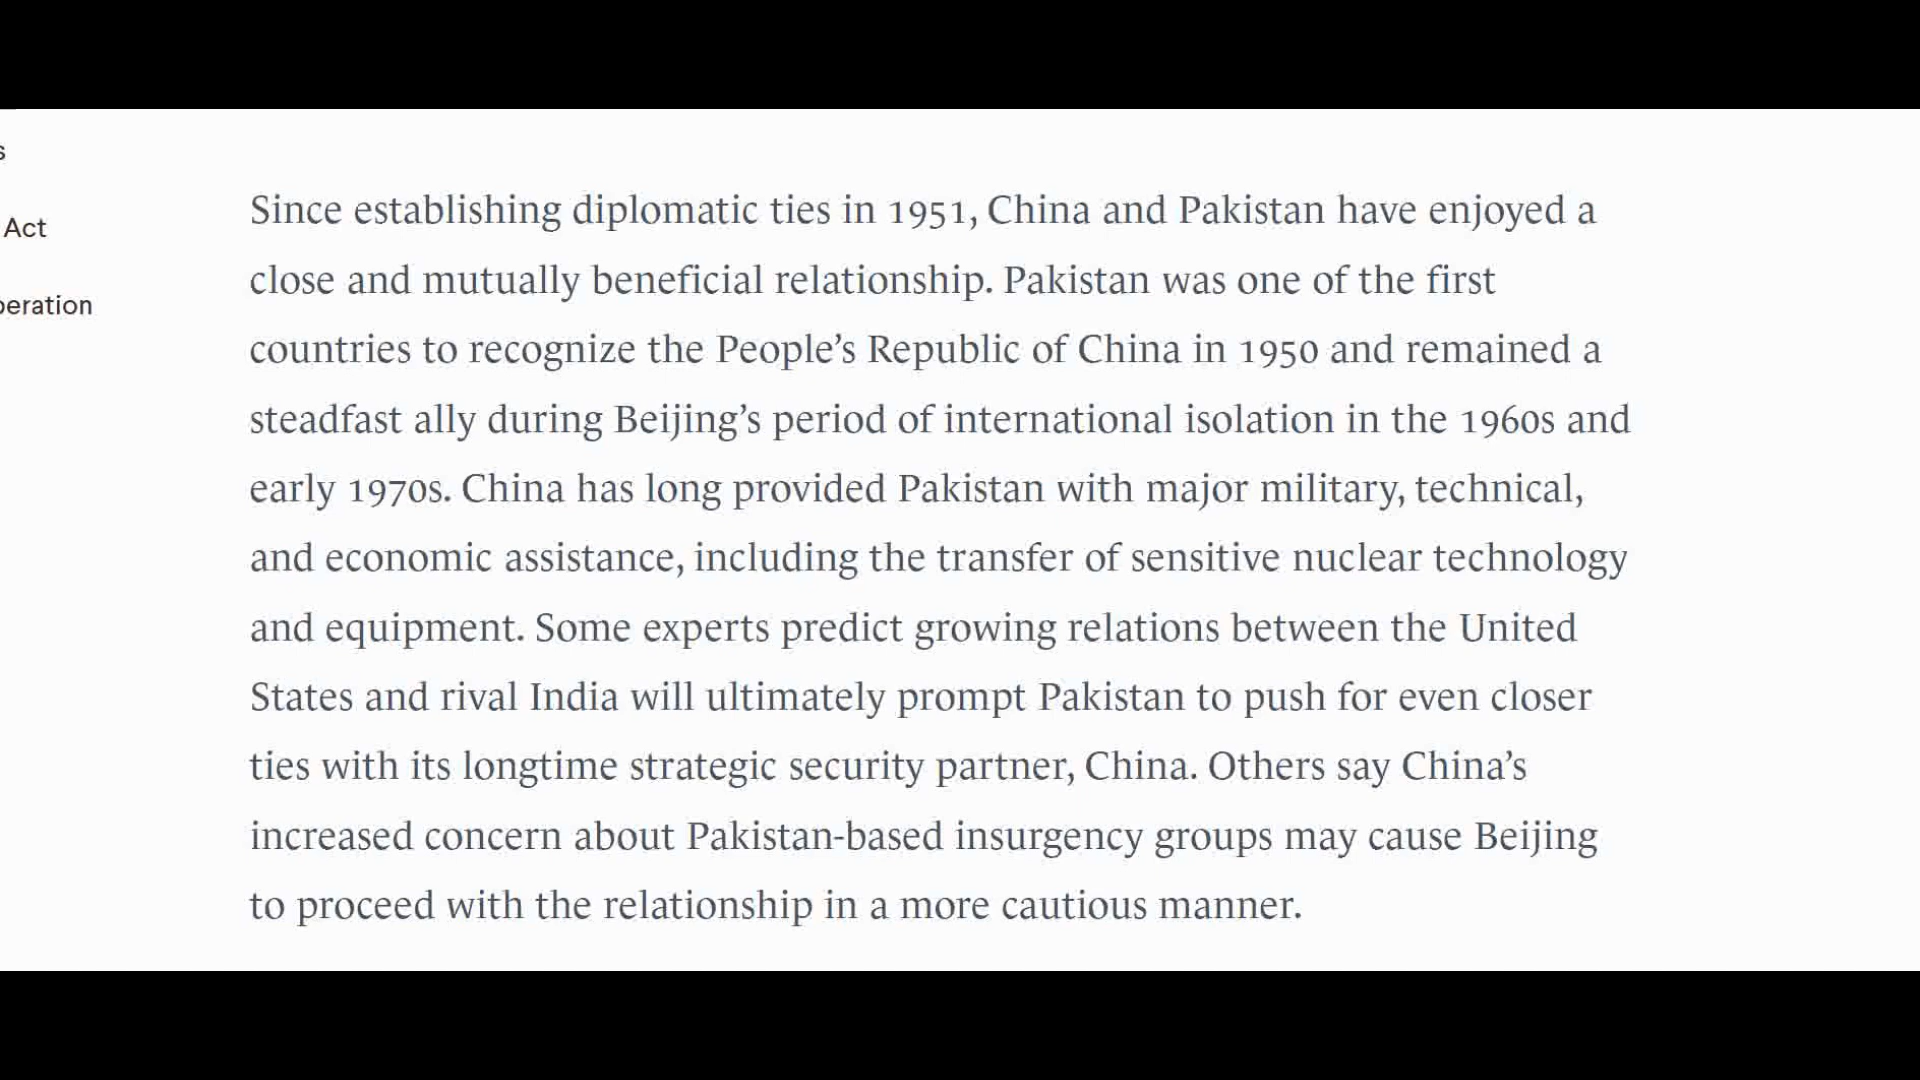 s
Act
peration
Since establishing diplomatic ties in 1951, China and Pakistan have enjoyed a
close and mutually beneficial relationship. Pakistan was one of the first
countries to recognize the People’s Republic of China in 1950 and remained a
steadfast ally during Beijing’s period of international isolation in the 1960s and
early 1970s. China has long provided Pakistan with major military, technical,
and economic assistance, including the transfer of sensitive nuclear technology
and equipment. Some experts predict growing relations between the United
States and rival India will ultimately prompt Pakistan to push for even closer
ties with its longtime strategic security partner, China. Others say China’s
increased concern about Pakistan-based insurgency groups may cause Beijing
to proceed with the relationship in a more cautious manner.